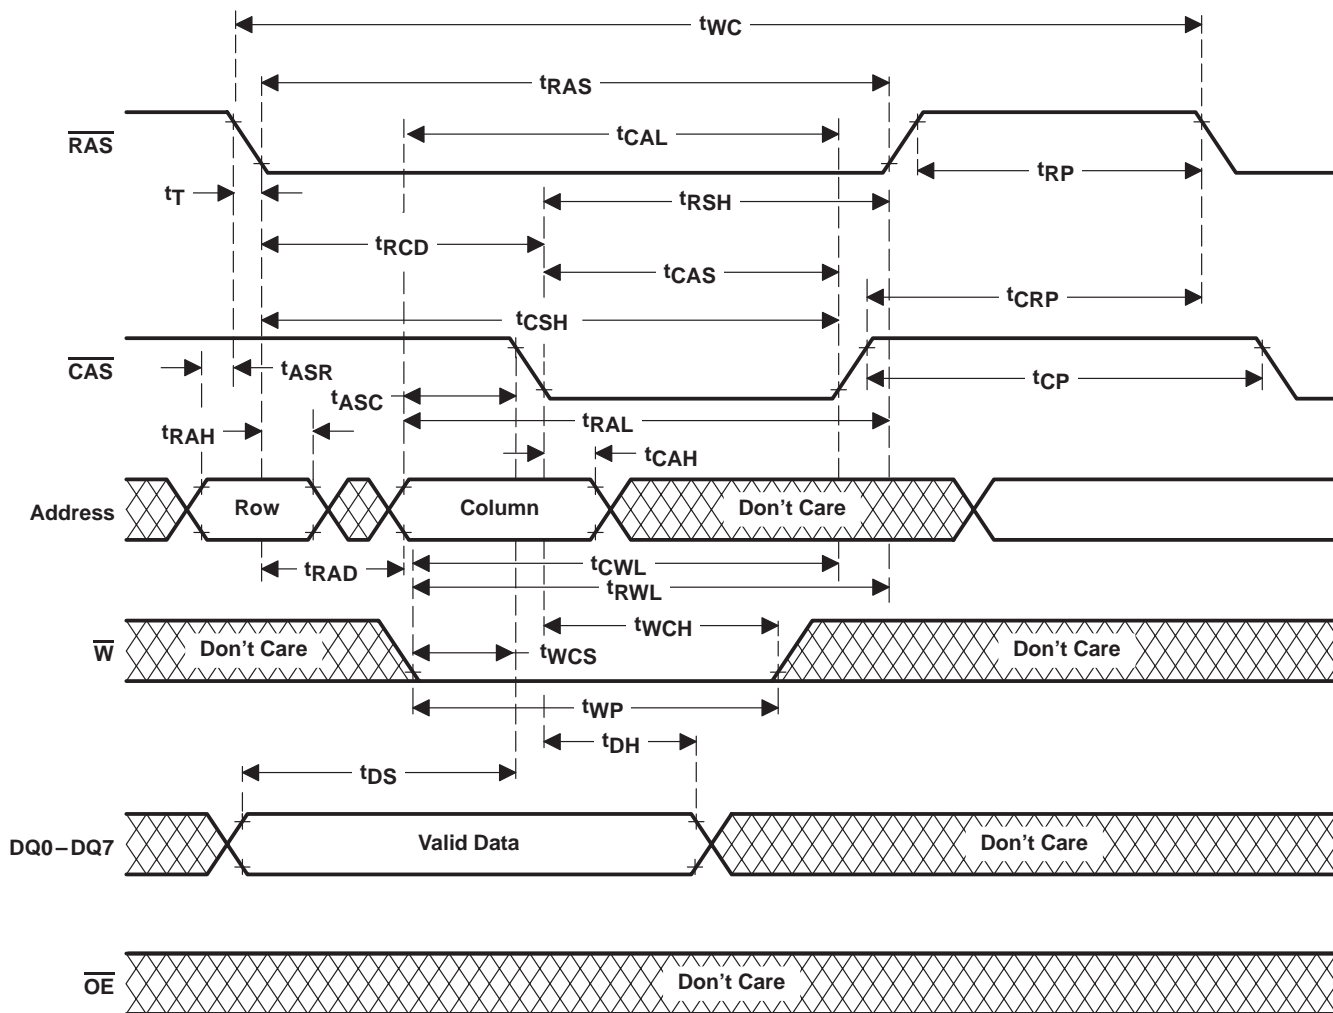 tWC
tRAS
RAS
tCAL
tT
tRP
tRSH
tRCD
tCAS
tCRP
tCSH
CAS
tASR
tCP
tASC
tRAL
tRAH
tCAH
Address
Row
Column
Don't Care
tRAD
tCWL
tRWL
tWCH
W
Don't Care
tWCS
Don't Care
tWP
tDH
tDS
DQ0–DQ7
Valid Data
Don't Care
OE
Don't Care